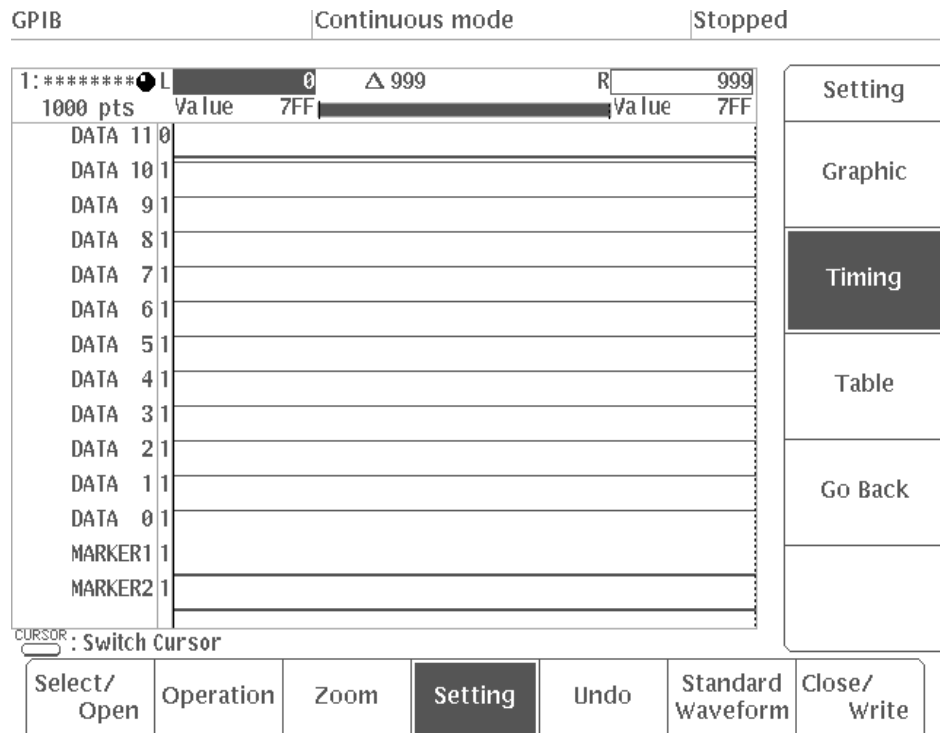 GPIB Continuous mode Stopped
1:******** L 0 Δ 999 R 999
1000 pts Value 7FF Value 7FF
DATA 11 0
DATA 10 1
DATA 9 1
DATA 8 1
DATA 7 1
DATA 6 1
DATA 5 1
DATA 4 1
DATA 3 1
DATA 2 1
DATA 1 1
DATA 0 1
MARKER1 1
MARKER2 1
CURSOR : Switch Cursor
Setting
Graphic
Timing
Table
Go Back
Select/
Open
Operation
Zoom
Setting
Undo
Standard
Waveform
Close/
Write